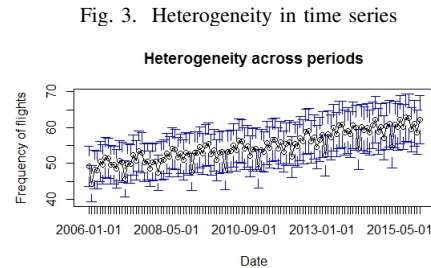 Fig. 3. Heterogeneity in time series
Heterogeneity across periods
Frequency of flights
70
60
50
40
2006-01-01 2008-05-01 2010-09-01 2013-01-01 2015-05-01
Date